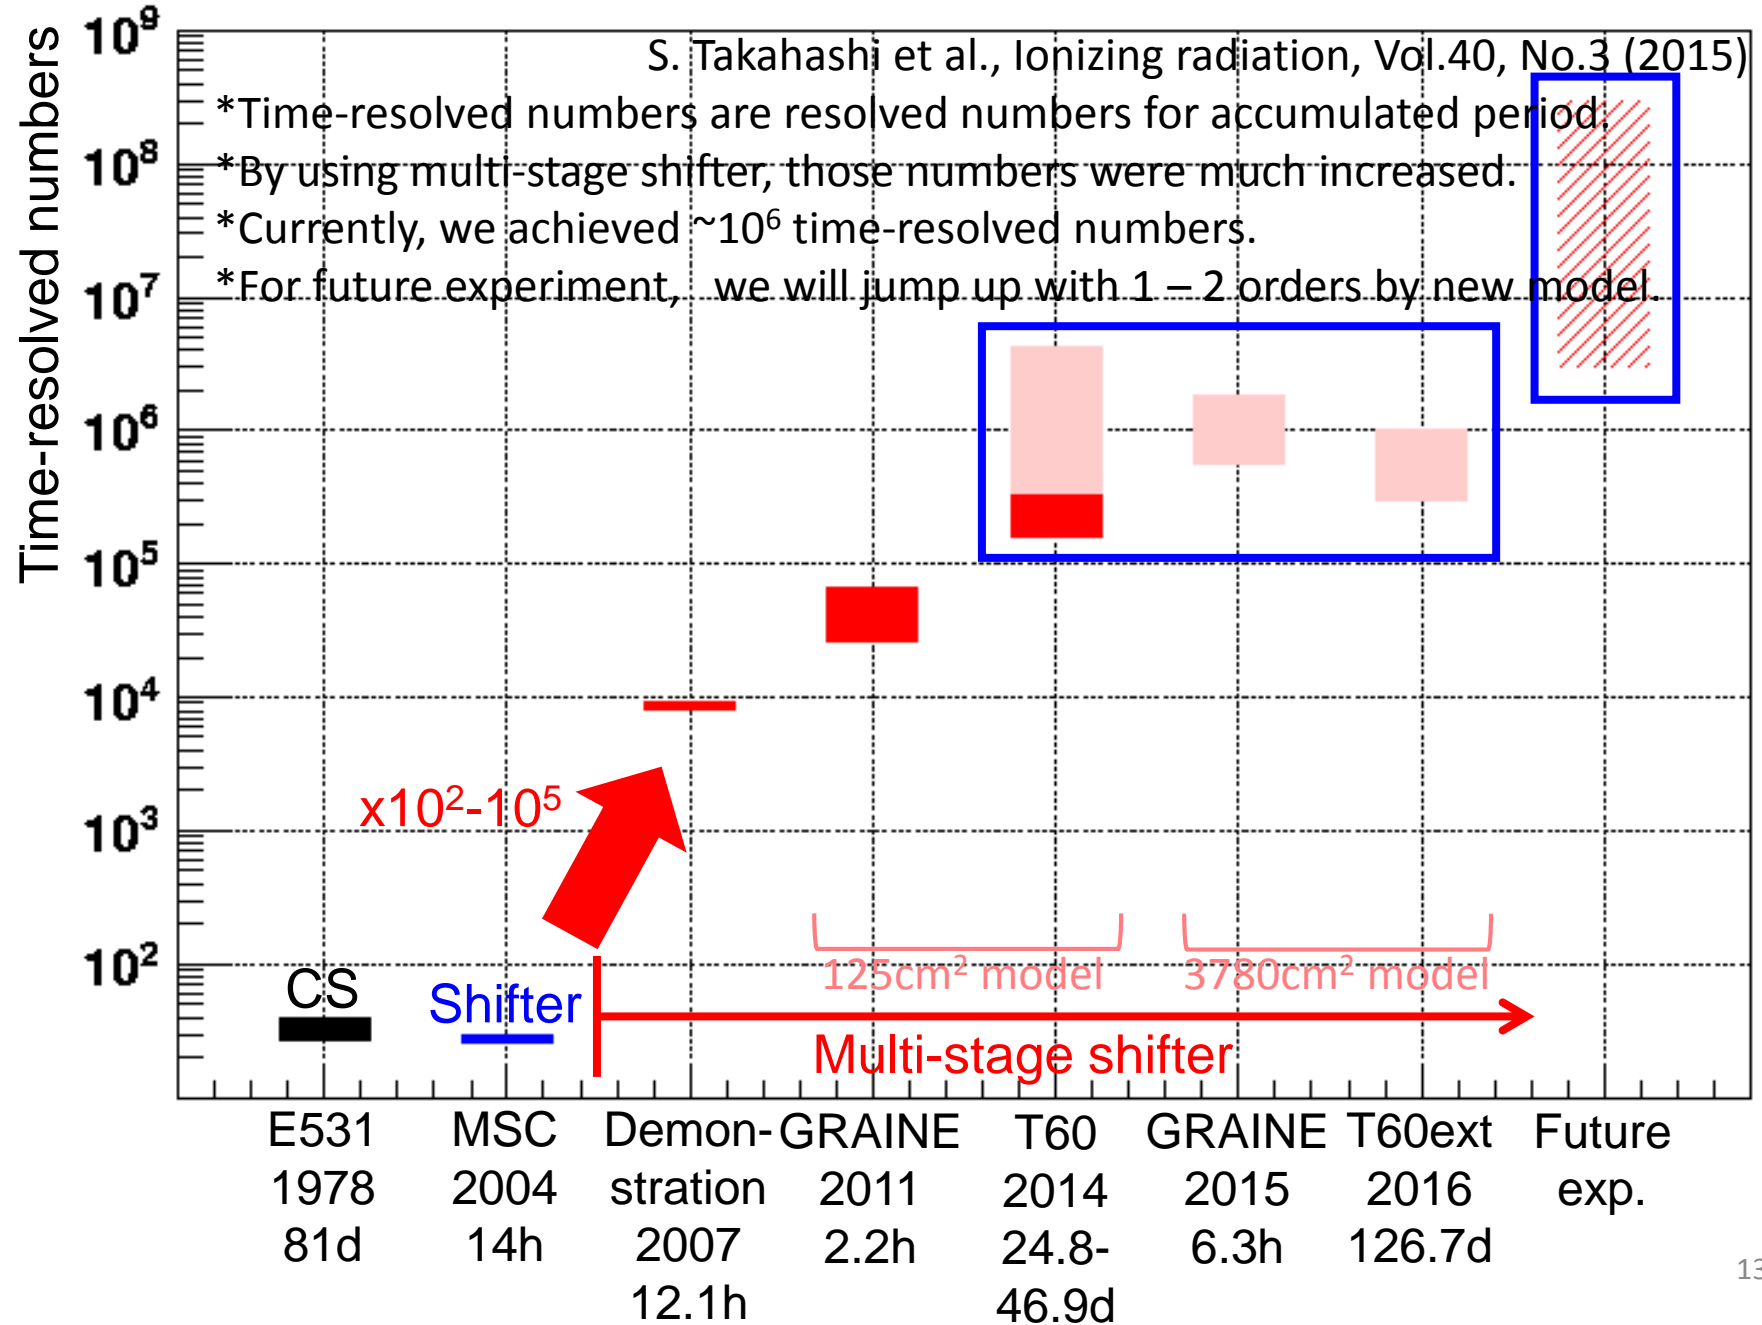 Time-resolved numbers
10⁹
10⁸
10⁷
10⁶
10⁵
10⁴
10³
10²
S. Takahashi et al., Ionizing radiation, Vol.40, No.3 (2015)
*Time-resolved numbers are resolved numbers for accumulated period.
*By using multi-stage shifter, those numbers were much increased.
*Currently, we achieved ~10⁶ time-resolved numbers.
*For future experiment, we will jump up with 1 – 2 orders by new model.
x10²-10⁵
CS
Shifter
125cm² model
3780cm² model
Multi-stage shifter
E531
1978
81d
MSC
2004
14h
Demon-
stration
2007
12.1h
GRAINE
2011
2.2h
T60
2014
24.8-
46.9d
GRAINE
2015
6.3h
T60ext
2016
126.7d
Future
exp.
13